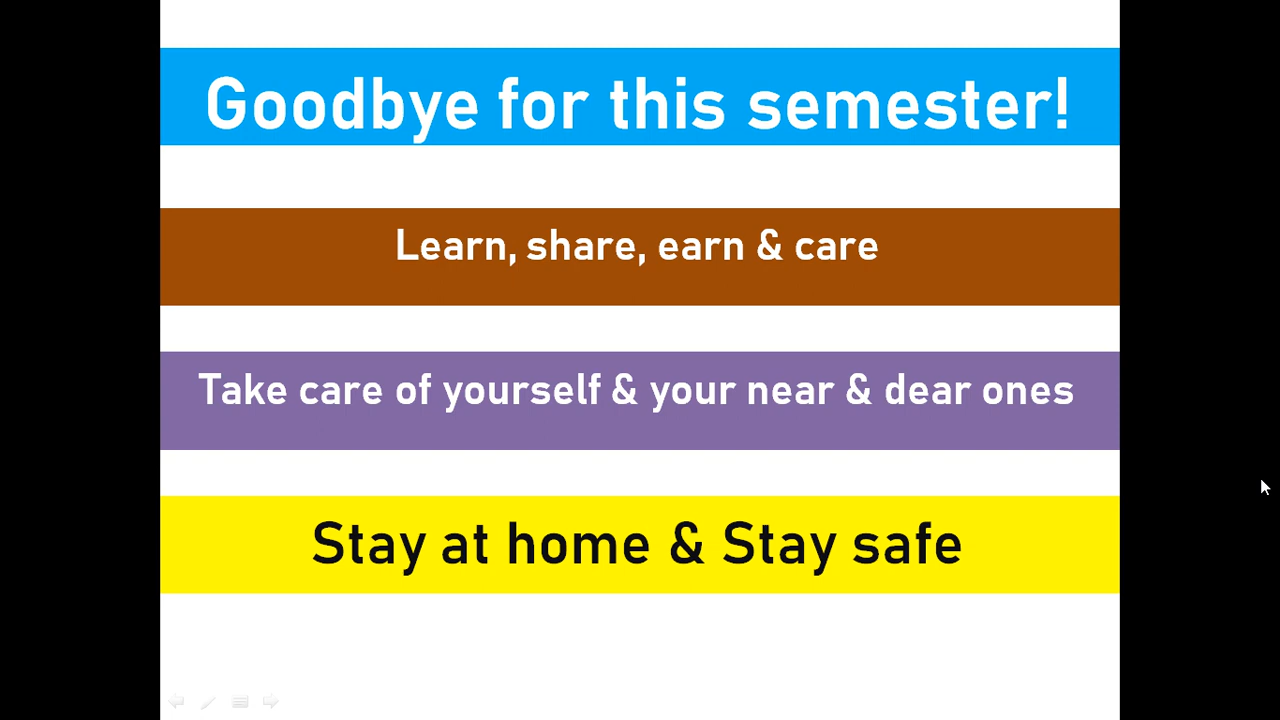 Goodbye for this semester!
Learn, share, earn & care
Take care of yourself & your near & dear ones
Stay at home & Stay safe